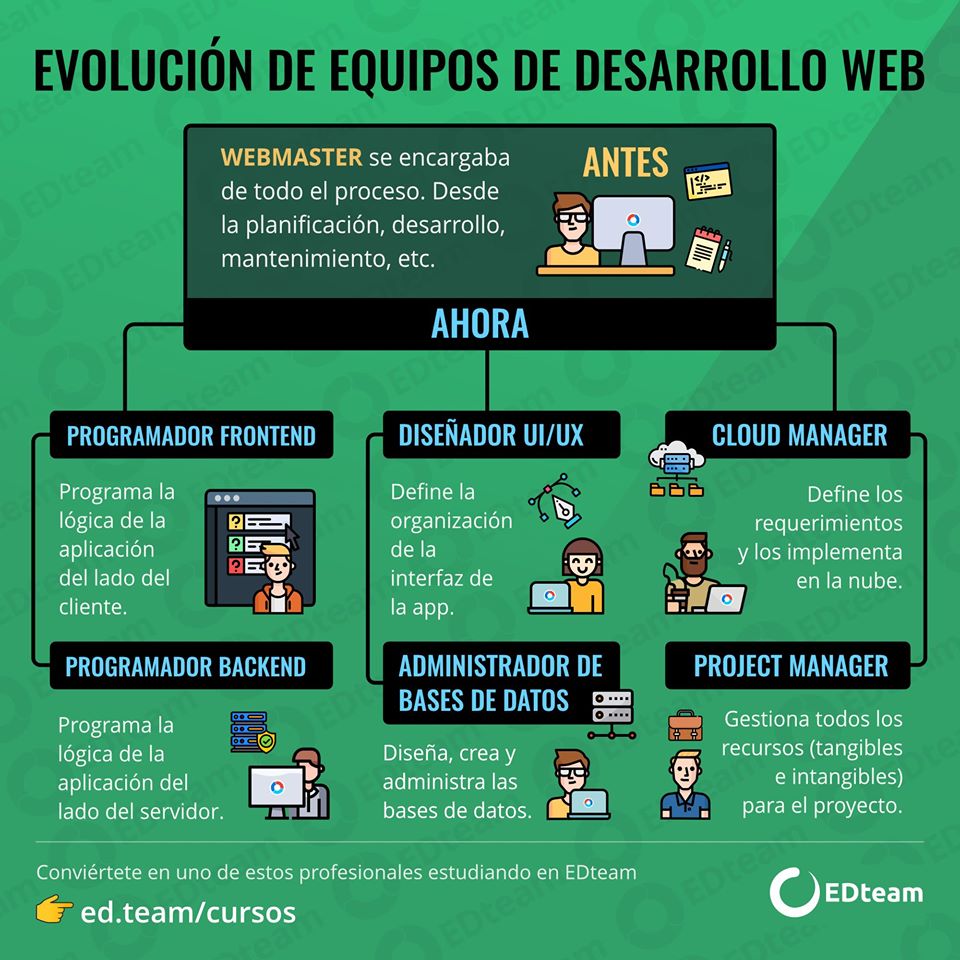 EVOLUCIÓN DE EQUIPOS DE DESARROLLO WEB
WEBMASTER se encargaba
de todo el proceso. Desde
la planificación, desarrollo,
mantenimiento, etc.
ANTES
AHORA
PROGRAMADOR FRONTEND
Programa la
lógica de la
aplicación
del lado del
cliente.
DISEÑADOR UI/UX
Define la
organización
de la
interfaz de
la app.
CLOUD MANAGER
Define los
requerimientos
y los implementa
en la nube.
PROGRAMADOR BACKEND
Programa la
lógica de la
aplicación del
lado del servidor.
ADMINISTRADOR DE
BASES DE DATOS
Diseña, crea y
administra las
bases de datos.
PROJECT MANAGER
Gestiona todos los
recursos (tangibles
e intangibles)
para el proyecto.
Conviértete en uno de estos profesionales estudiando en EDteam
ed.team/cursos
EDteam